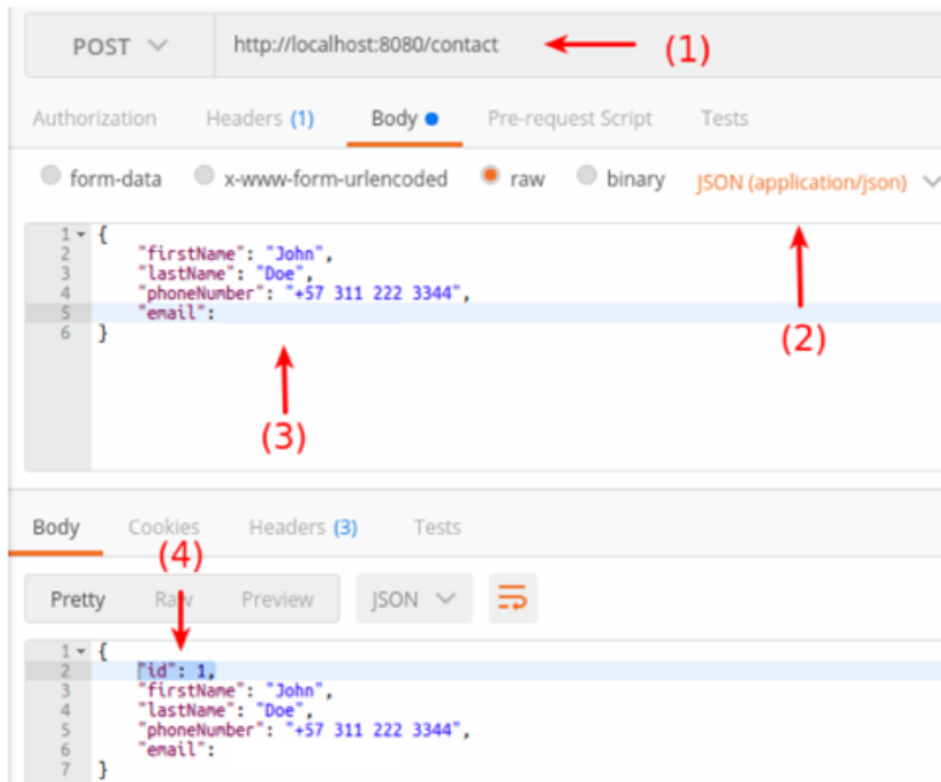 POST http://localhost:8080/contact (1)
Authorization Headers (1) Body Pre-request Script Tests
form-data x-www-form-urlencoded raw binary JSON (application/json)
1 {
2 "firstName": "John",
3 "lastName": "Doe",
4 "phoneNumber": "+57 311 222 3344",
5 "email":
6 }
(2)
(3)
Body Cookies Headers (3) Tests
(4)
Pretty Raw Preview JSON
1 {
2 "id": 1,
3 "firstName": "John",
4 "lastName": "Doe",
5 "phoneNumber": "+57 311 222 3344",
6 "email":
7 }